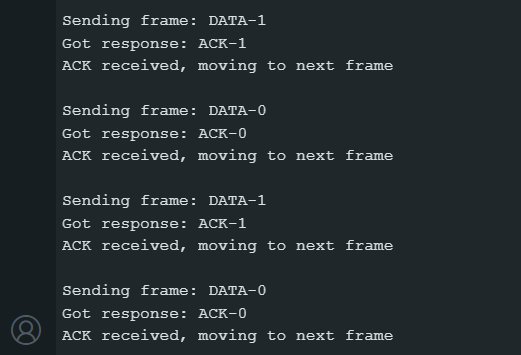 Sending frame: DATA-1
Got response: ACK-1
ACK received, moving to next frame
Sending frame: DATA-0
Got response: ACK-0
ACK received, moving to next frame
Sending frame: DATA-1
Got response: ACK-1
ACK received, moving to next frame
Sending frame: DATA-0
Got response: ACK-0
ACK received, moving to next frame